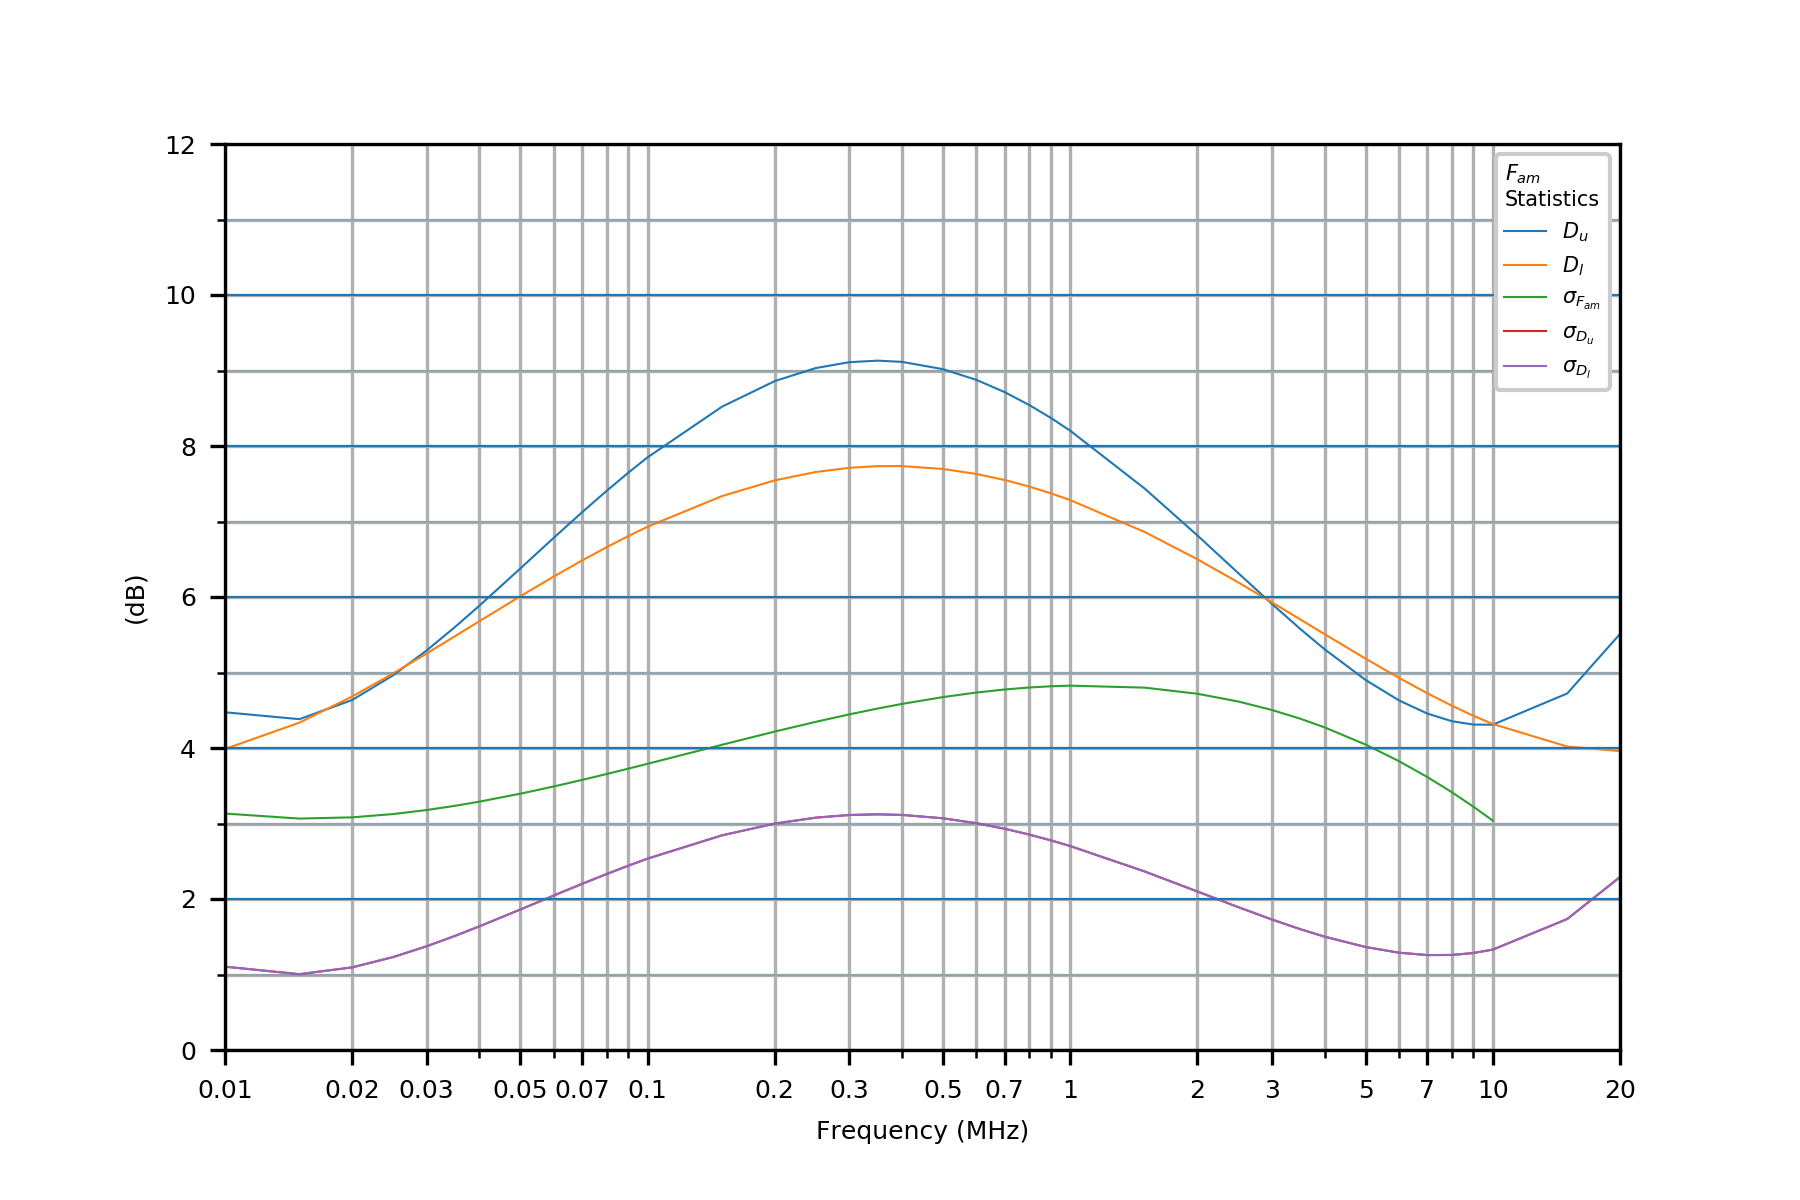 12
10
8
6
4
2
0
(dB)
F_am
Statistics
D_u
D_l
σ_F_am
σ_D_u
σ_D_l
0.01 0.02 0.03 0.05 0.07 0.1 0.2 0.3 0.5 0.7 1 2 3 5 7 10 20
Frequency (MHz)